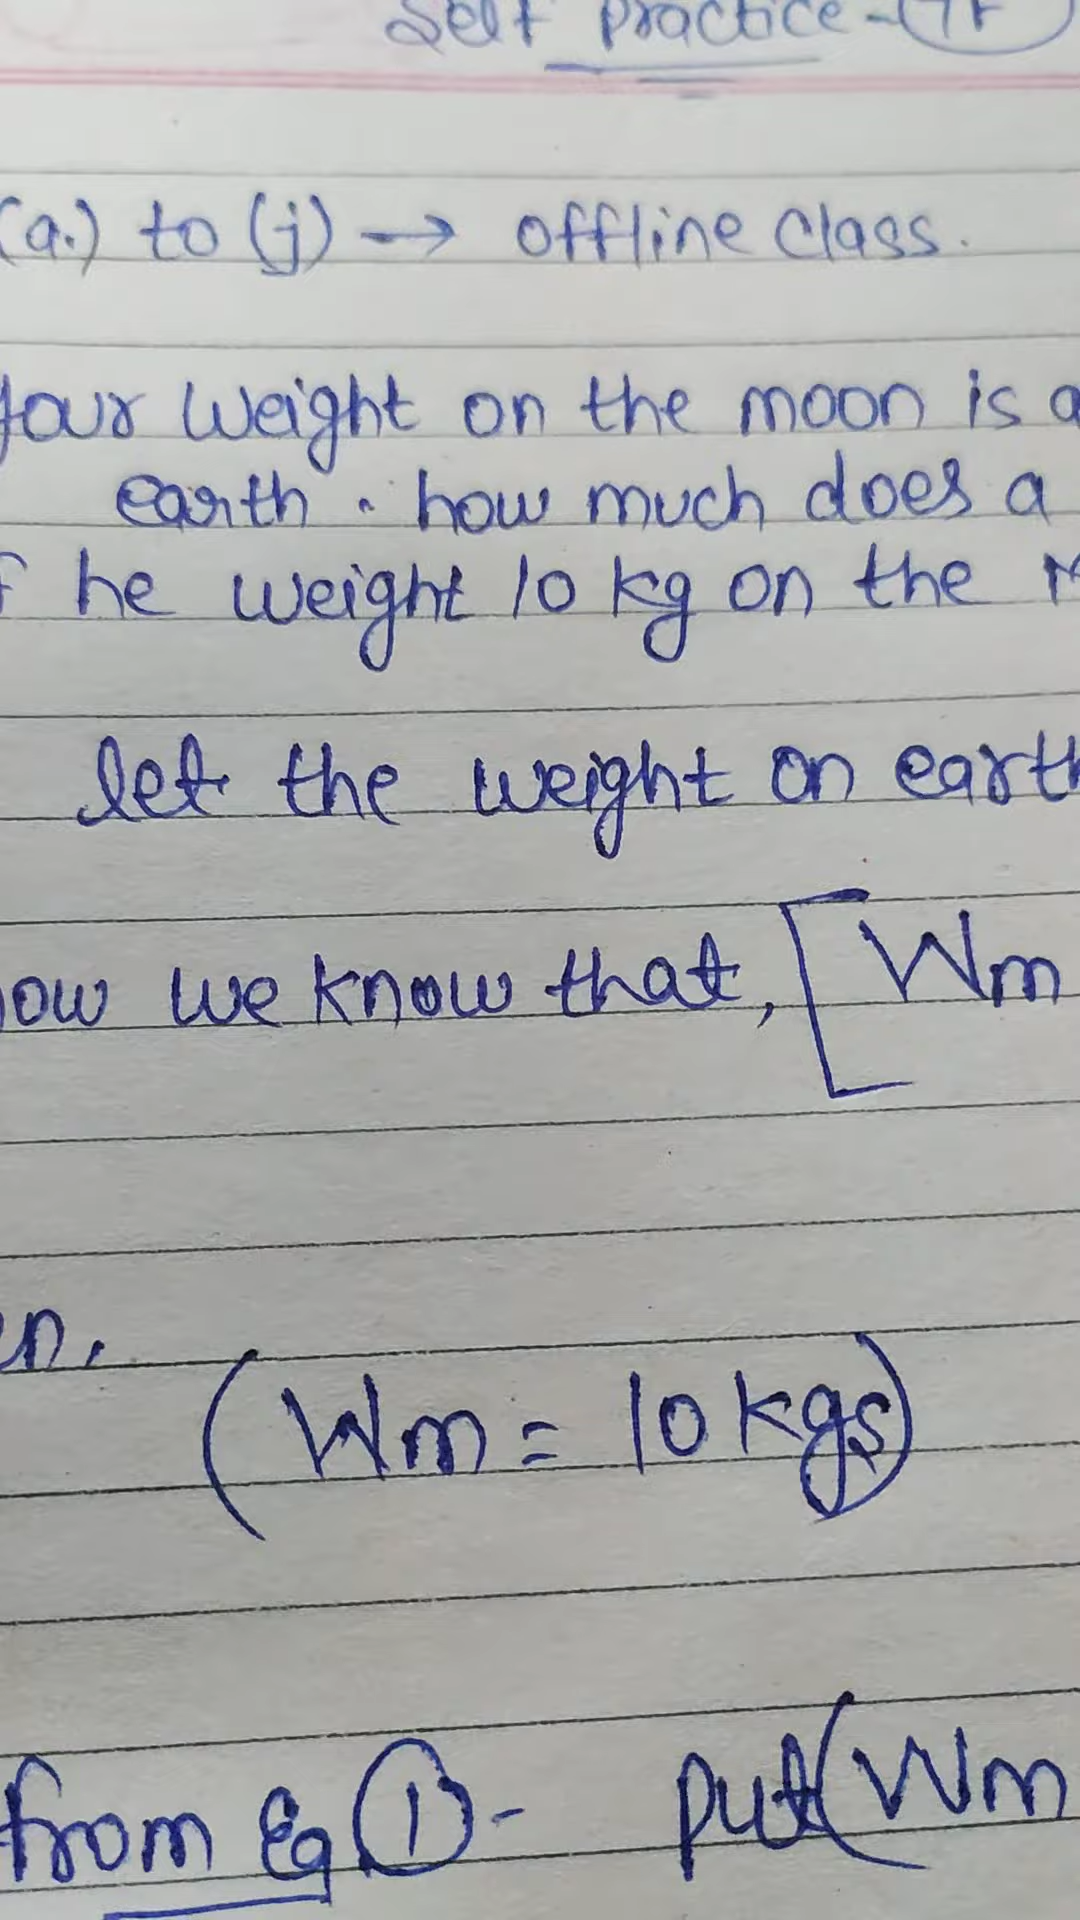 Self Practice-
(a.) to (j) → offline class.
your weight on the moon is a
earth. how much does a
he weight 10 kg on the
let the weight on earth
now we know that, [Wm
en.
(Wm = 10 kgs)
from Eq ①- put(Wm